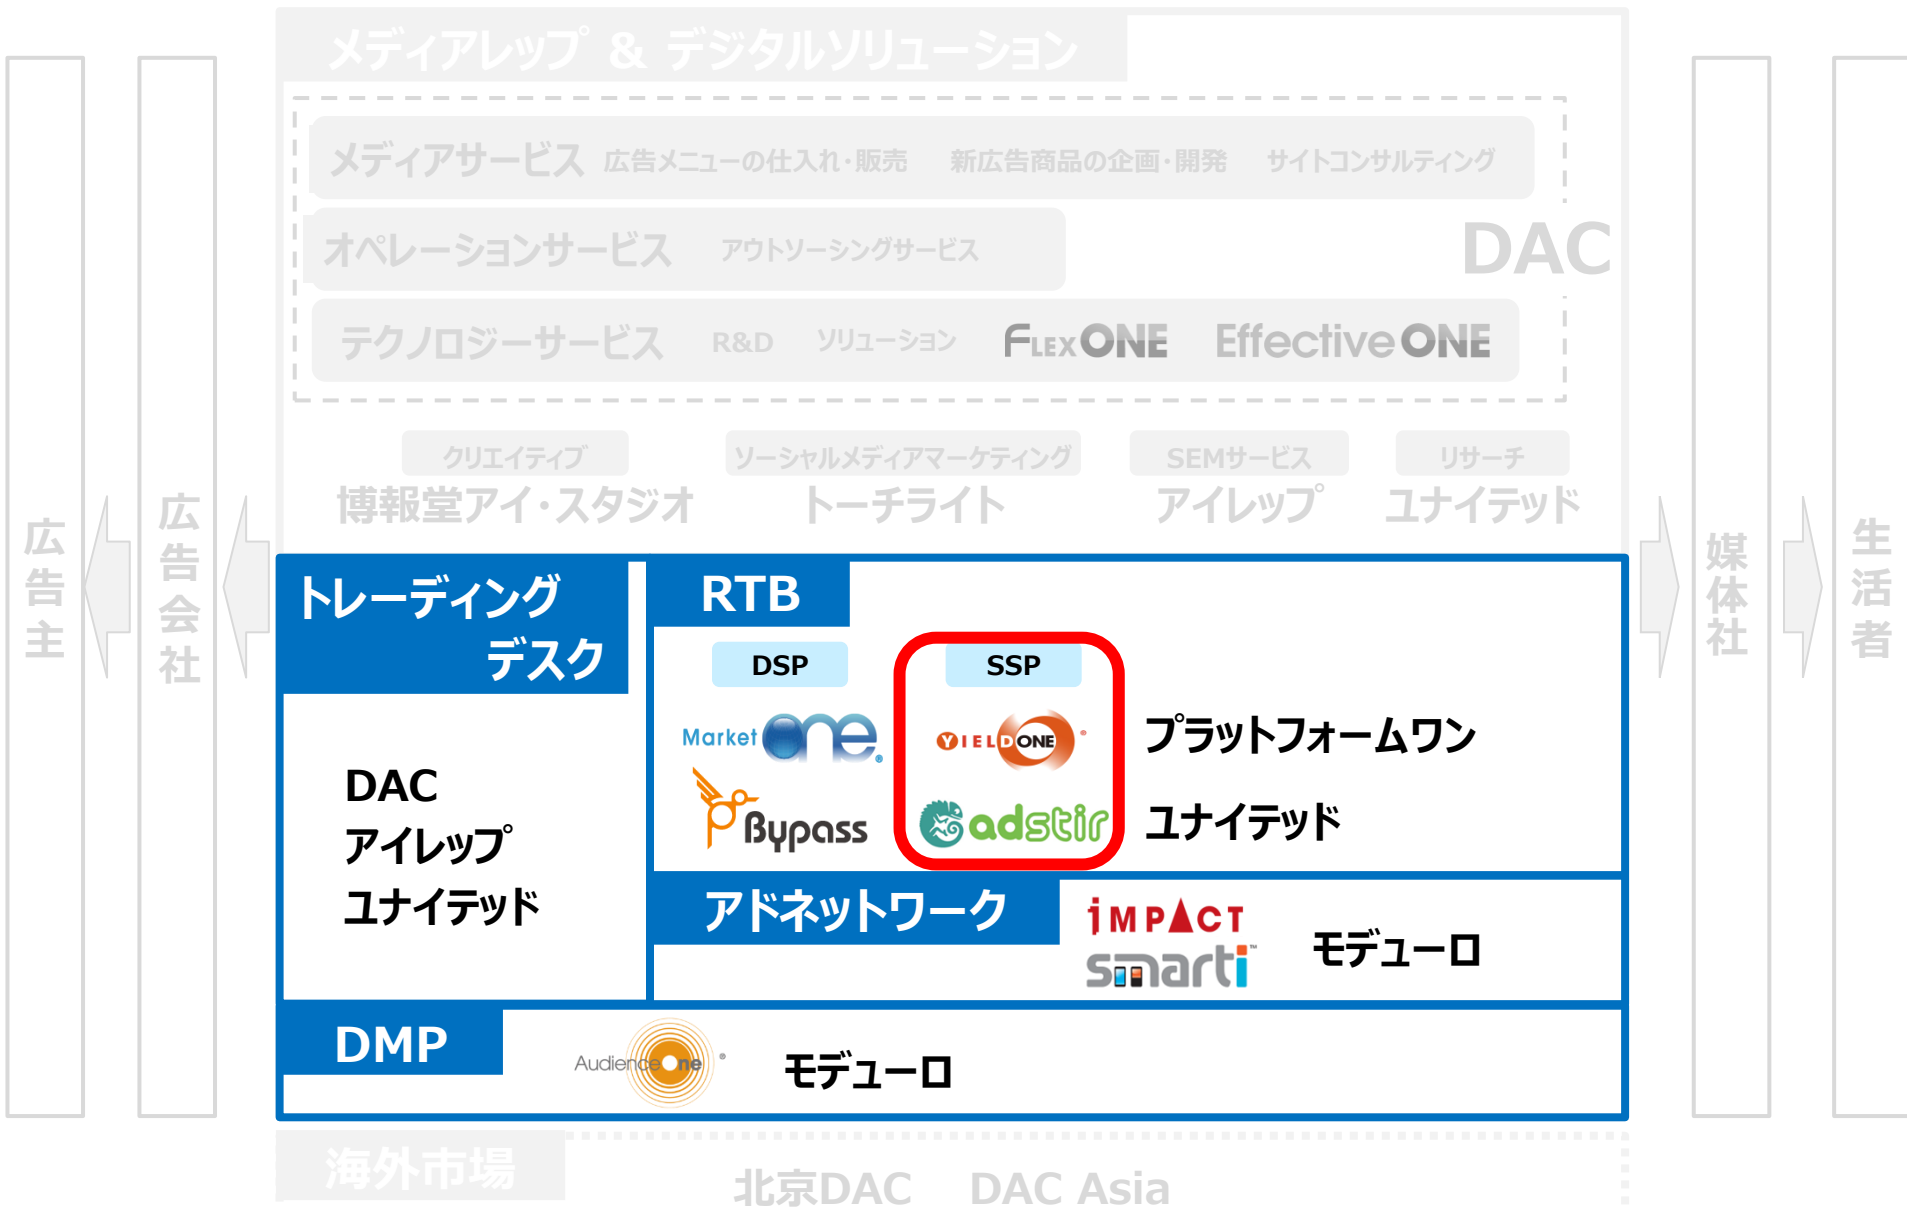 メディアレップ & デジタルソリューション
メディアサービス 広告メニューの仕入れ・販売 新広告商品の企画・開発 サイトコンサルティング
オペレーションサービス アウトソーシングサービス
DAC
テクノロジーサービス R&D ソリューション FLEXONE EffectiveONE
クリエイティブ ソーシャルメディアマーケティング SEMサービス リサーチ
博報堂アイ・スタジオ トーチライト アイレップ ユナイテッド
広告主
広告会社
媒体社
生活者
トレーディング
デスク
DAC
アイレップ
ユナイテッド
RTB
DSP SSP
Market One® YIELDONE® プラットフォームワン
Bypass adstir ユナイテッド
アドネットワーク
iMPACT
smarti™
モデューロ
DMP
AudienceOne® モデューロ
海外市場
北京DAC DAC Asia